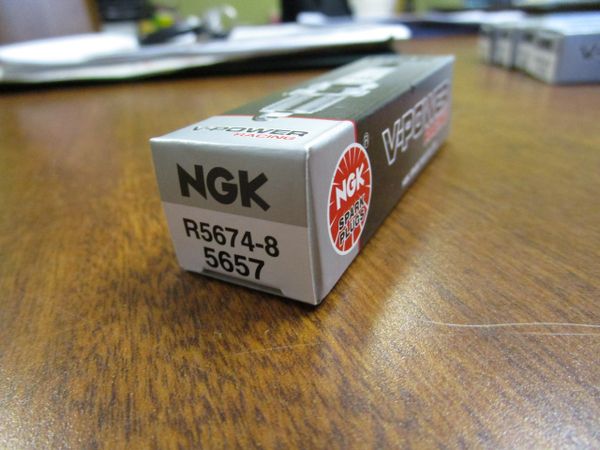 V-POWER
RACING
NGK
R5674-8
5657
NGK
SPARK
PLUGS
®
V-POWER